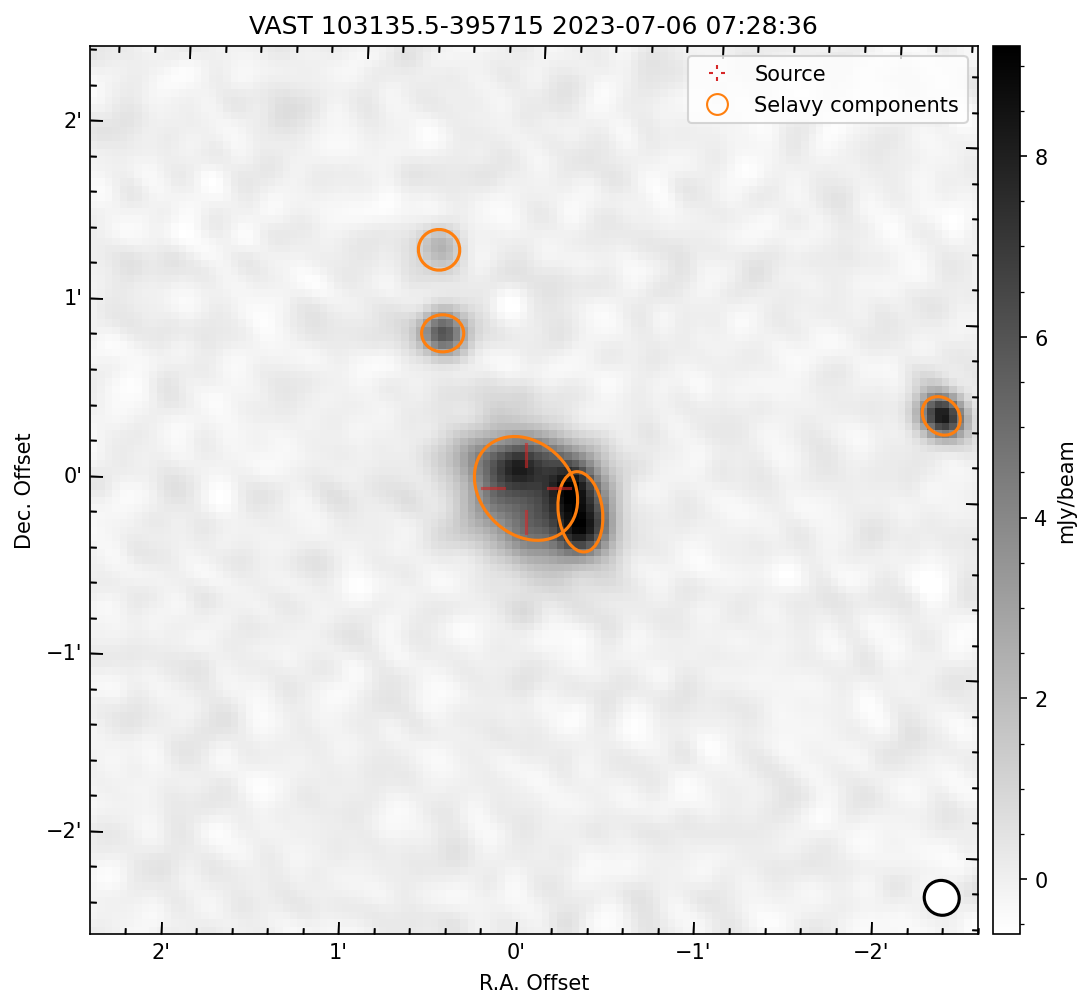 VAST 103135.5-395715 2023-07-06 07:28:36
Source
Selavy components
2'
1'
0'
−1'
−2'
Dec. Offset
2'
1'
0'
−1'
−2'
R.A. Offset
8
6
4
2
0
mJy/beam